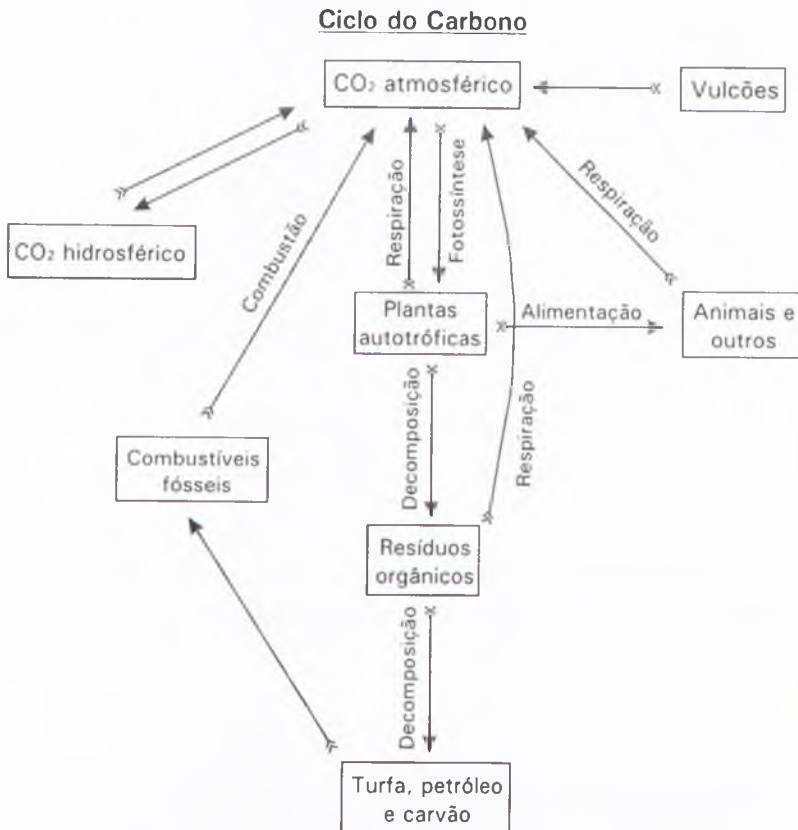 Ciclo do Carbono
CO₂ atmosférico
Vulcões
Respiração
Fotossíntese
Respiração
CO₂ hidrosférico
Combustão
Plantas
autotróficas
Alimentação
Animais e
outros
Decomposição
Respiração
Combustíveis
fósseis
Resíduos
orgânicos
Decomposição
Turfa, petróleo
e carvão